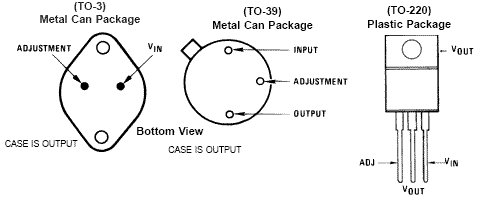 (TO-3)
Metal Can Package
ADJUSTMENT
VIN
CASE IS OUTPUT
Bottom View
(TO-39)
Metal Can Package
INPUT
ADJUSTMENT
OUTPUT
CASE IS OUTPUT
(TO-220)
Plastic Package
VOUT
ADJ
VIN
VOUT